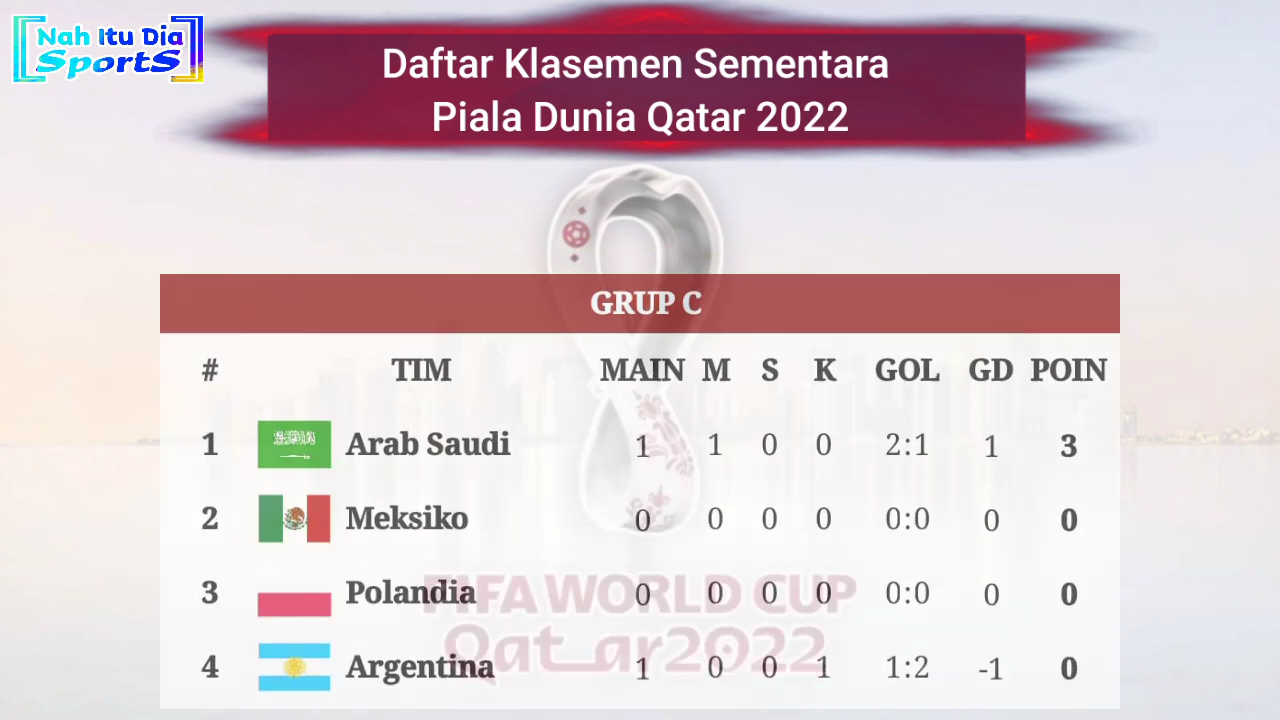 Nah Itu Dia
Sports
Daftar Klasemen Sementara
Piala Dunia Qatar 2022
GRUP C
# TIM MAIN M S K GOL GD POIN
1 Arab Saudi 1 1 0 0 2:1 1 3
2 Meksiko 0 0 0 0 0:0 0 0
3 Polandia 0 0 0 0 0:0 0 0
4 Argentina 1 0 0 1 1:2 -1 0
FIFA WORLD CUP
Qatar2022